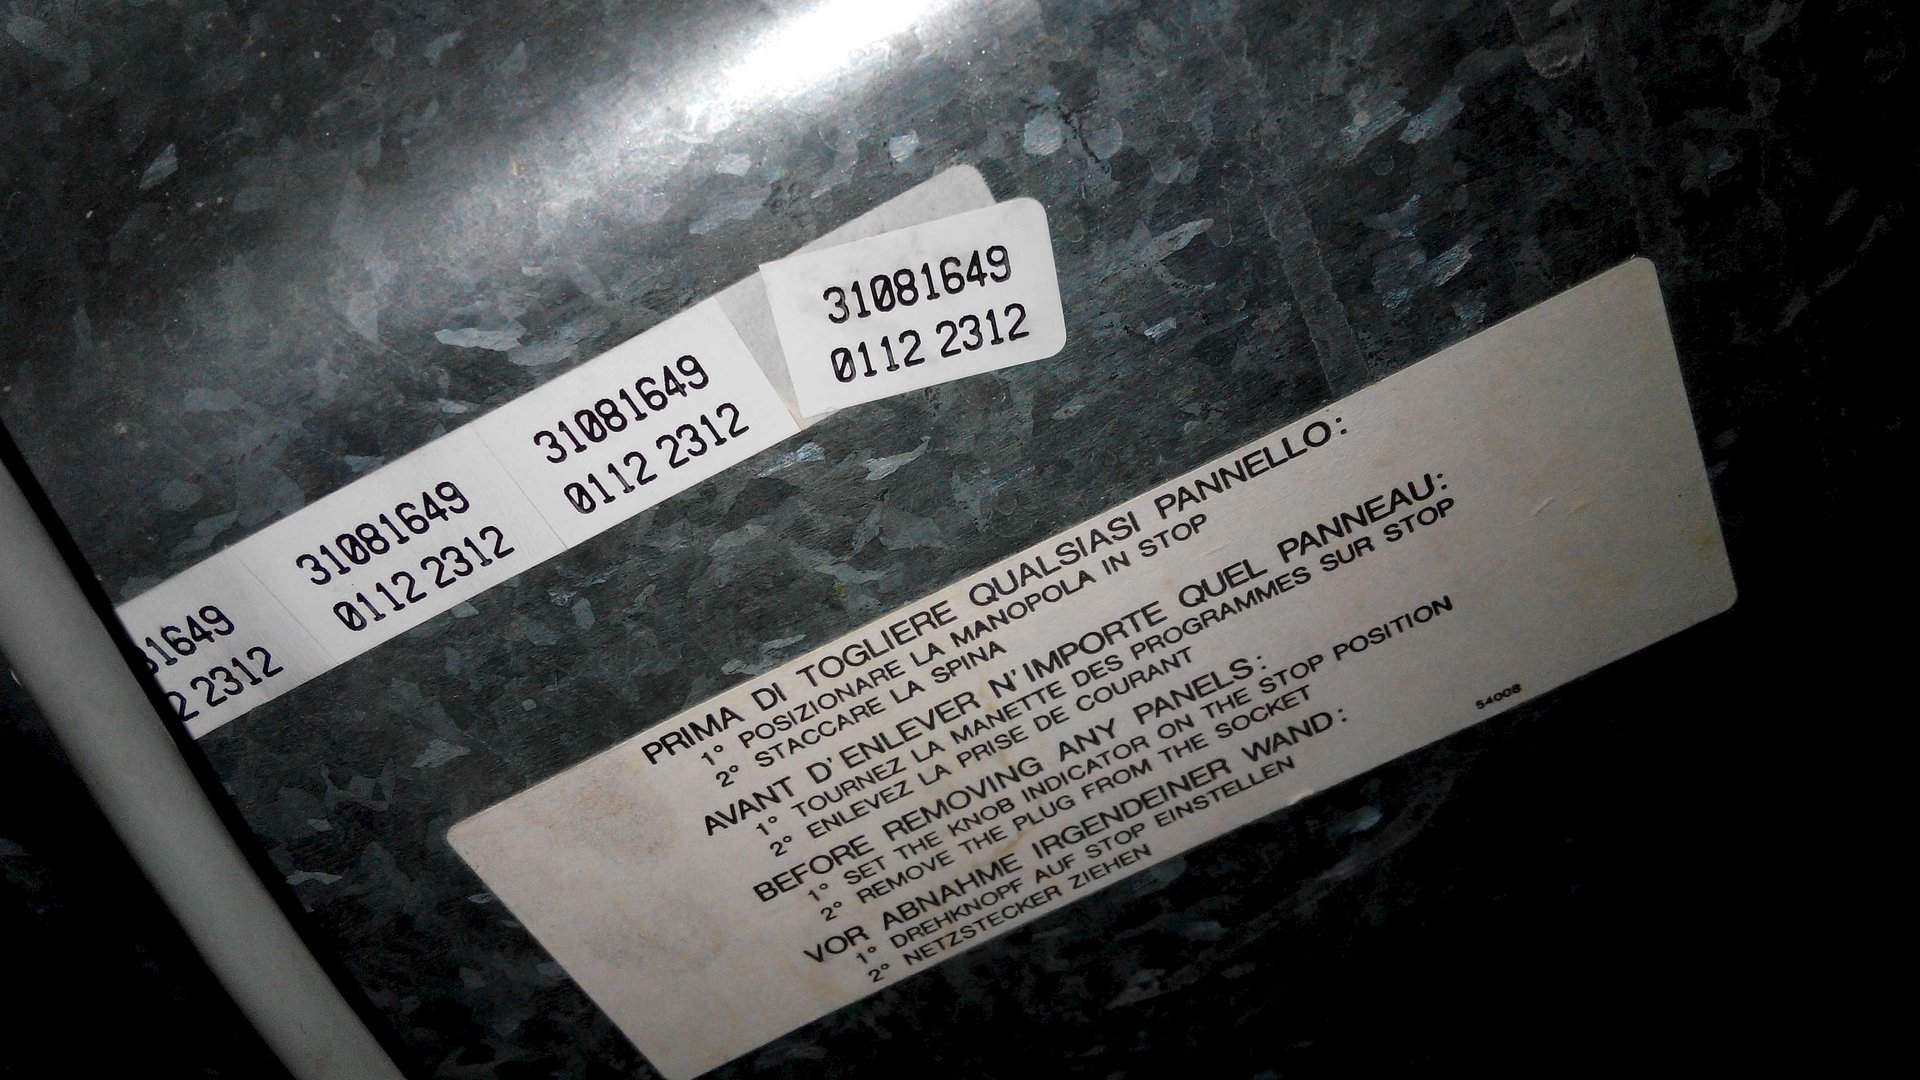 31081649
0112 2312
31081649
0112 2312
31081649
0112 2312
31649
2 2312
PRIMA DI TOGLIERE QUALSIASI PANNELLO:
1° POSIZIONARE LA MANOPOLA IN STOP
2° STACCARE LA SPINA
AVANT D'ENLEVER N'IMPORTE QUEL PANNEAU:
1° TOURNEZ LA MANETTE DES PROGRAMMES SUR STOP
2° ENLEVEZ LA PRISE DE COURANT
BEFORE REMOVING ANY PANELS:
1° SET THE KNOB INDICATOR ON THE STOP POSITION
2° REMOVE THE PLUG FROM THE SOCKET
VOR ABNAHME IRGENDEINER WAND:
1° DREHKNOPF AUF STOP EINSTELLEN
2° NETZSTECKER ZIEHEN
54008